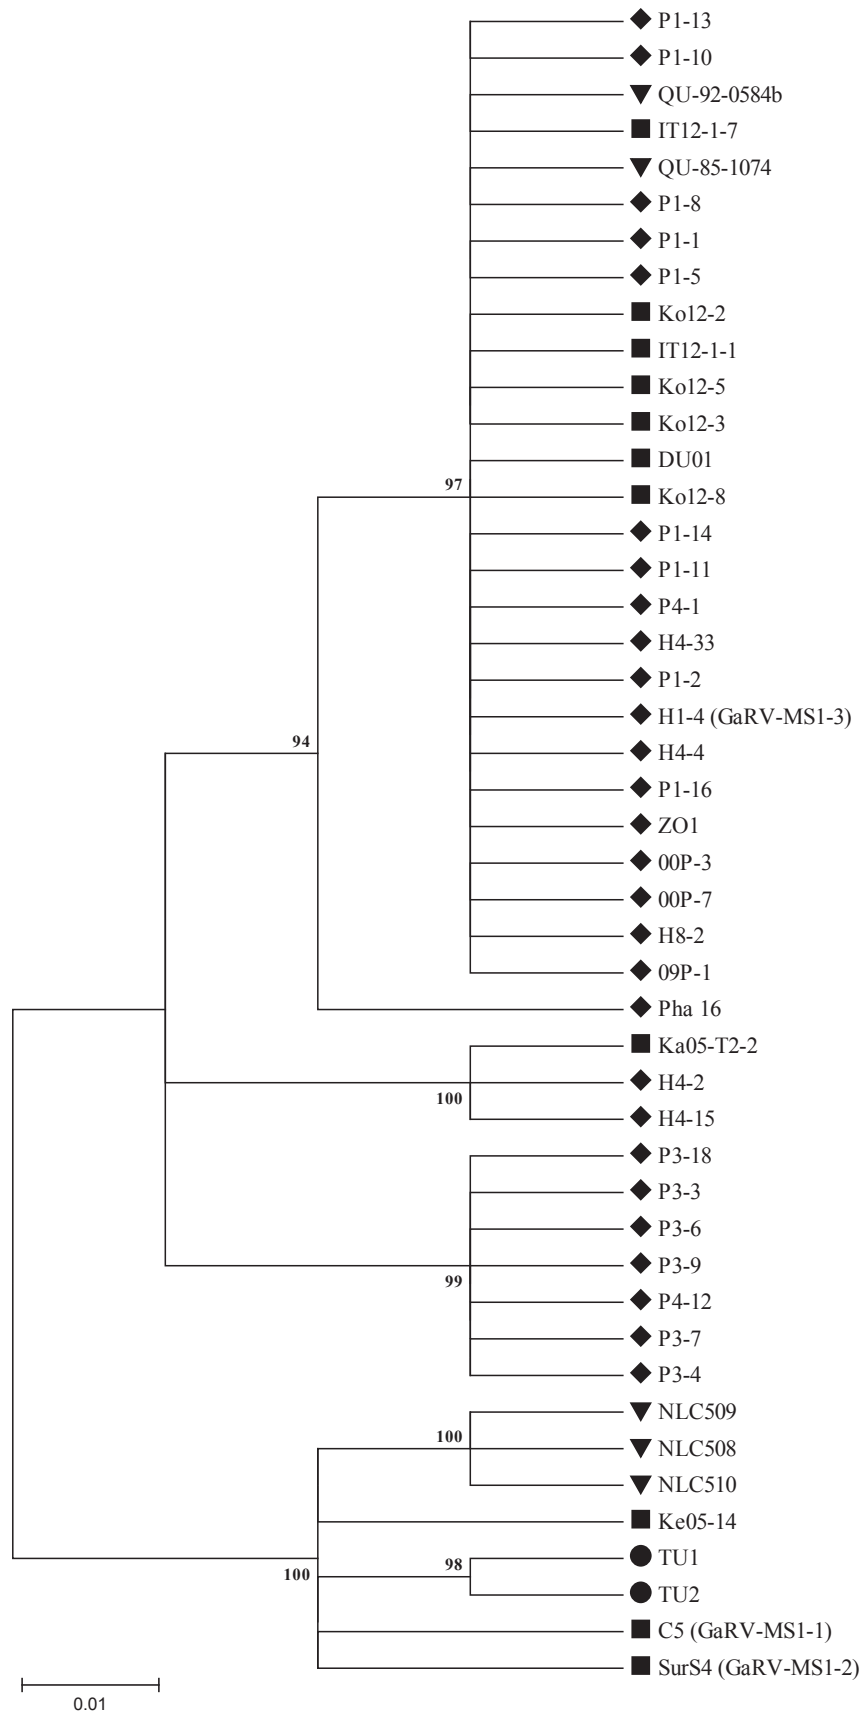 P1-13
P1-10
QU-92-0584b
IT12-1-7
QU-85-1074
P1-8
P1-1
P1-5
Ko12-2
IT12-1-1
Ko12-5
Ko12-3
DU01
97
Ko12-8
P1-14
P1-11
P4-1
H4-33
P1-2
H1-4 (GaRV-MS1-3)
94
H4-4
P1-16
ZO1
00P-3
00P-7
H8-2
09P-1
Pha 16
Ka05-T2-2
H4-2
100
H4-15
P3-18
P3-3
P3-6
P3-9
99
P4-12
P3-7
P3-4
NLC509
100
NLC508
NLC510
Ke05-14
TU1
98
100
TU2
C5 (GaRV-MS1-1)
SurS4 (GaRV-MS1-2)
0.01